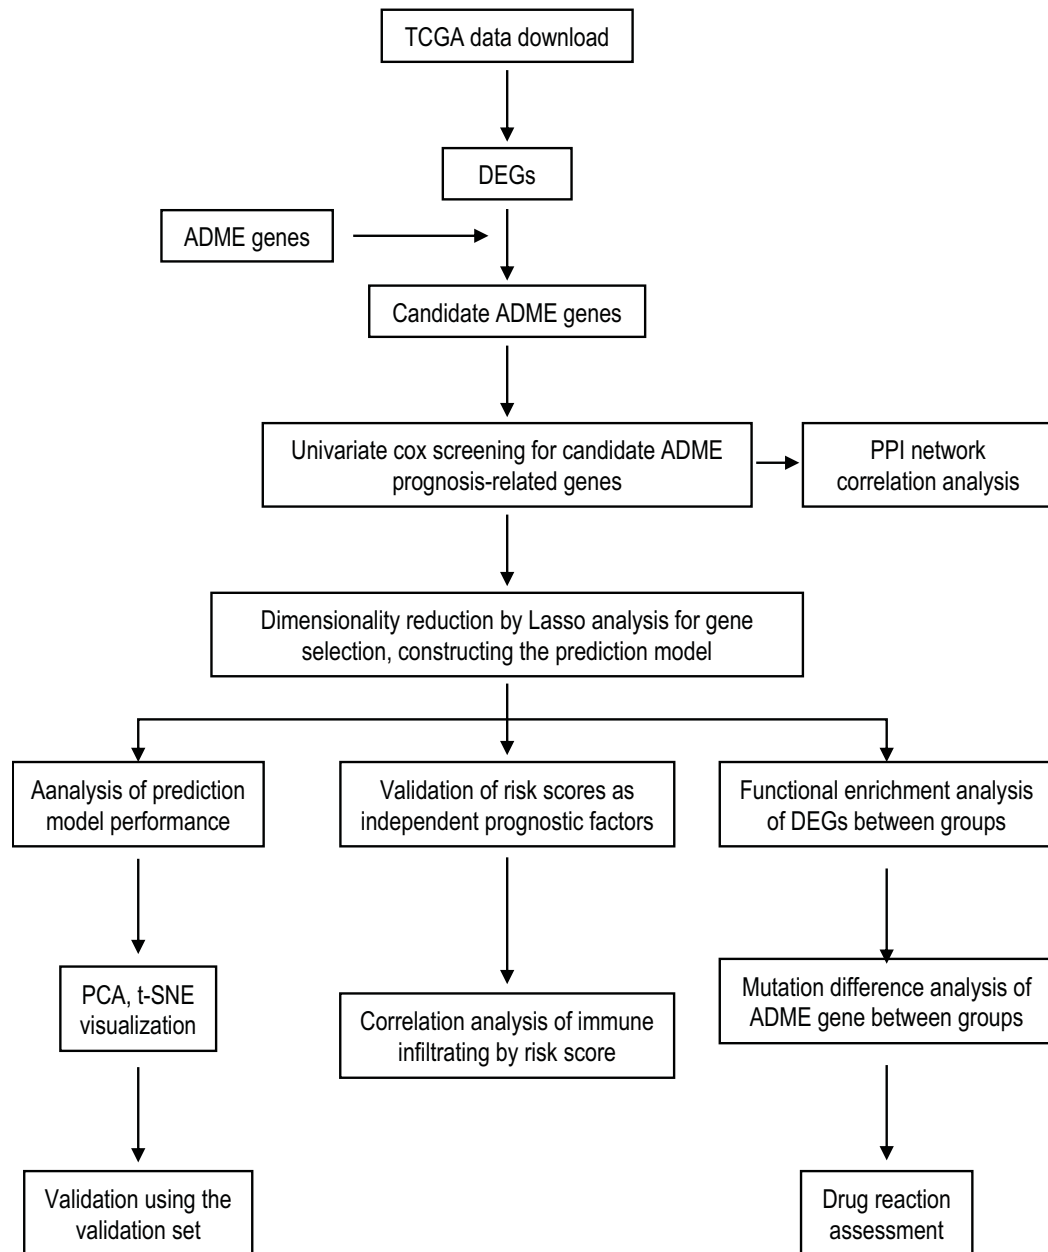 TCGA data download
DEGs
ADME genes
Candidate ADME genes
Univariate cox screening for candidate ADME
prognosis-related genes
PPI network
correlation analysis
Dimensionality reduction by Lasso analysis for gene
selection, constructing the prediction model
Aanalysis of prediction
model performance
Validation of risk scores as
independent prognostic factors
Functional enrichment analysis
of DEGs between groups
PCA, t-SNE
visualization
Correlation analysis of immune
infiltrating by risk score
Mutation difference analysis of
ADME gene between groups
Validation using the
validation set
Drug reaction
assessment